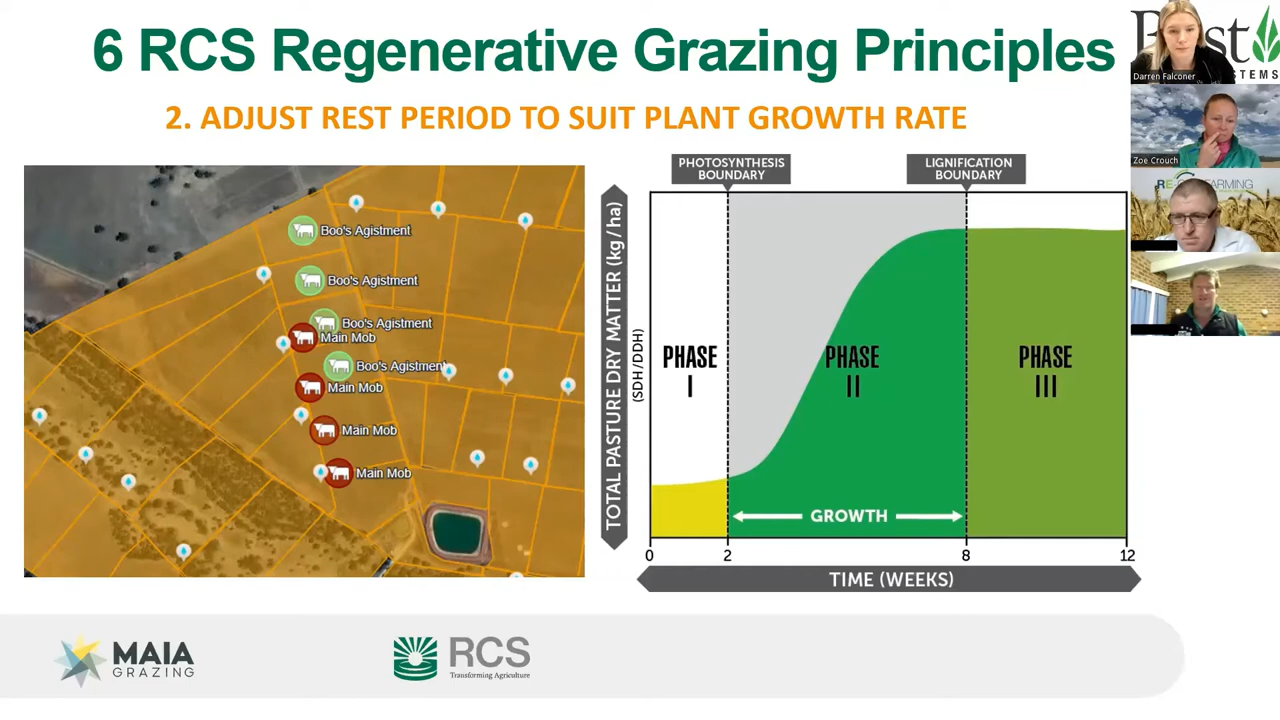 6 RCS Regenerative Grazing Principles
2. ADJUST REST PERIOD TO SUIT PLANT GROWTH RATE
Boo's Agistment
Boo's Agistment
Boo's Agistment
Main Mob
Boo's Agistment
Main Mob
Main Mob
Main Mob
PHOTOSYNTHESIS
BOUNDARY
LIGNIFICATION
BOUNDARY
TOTAL PASTURE DRY MATTER (kg / ha)
(SDH/DDH)
PHASE
I
PHASE
II
PHASE
III
GROWTH
0
2
8
12
TIME (WEEKS)
MAIA
GRAZING
RCS
Transforming Agriculture
Darren Falconer
Zoe Crouch